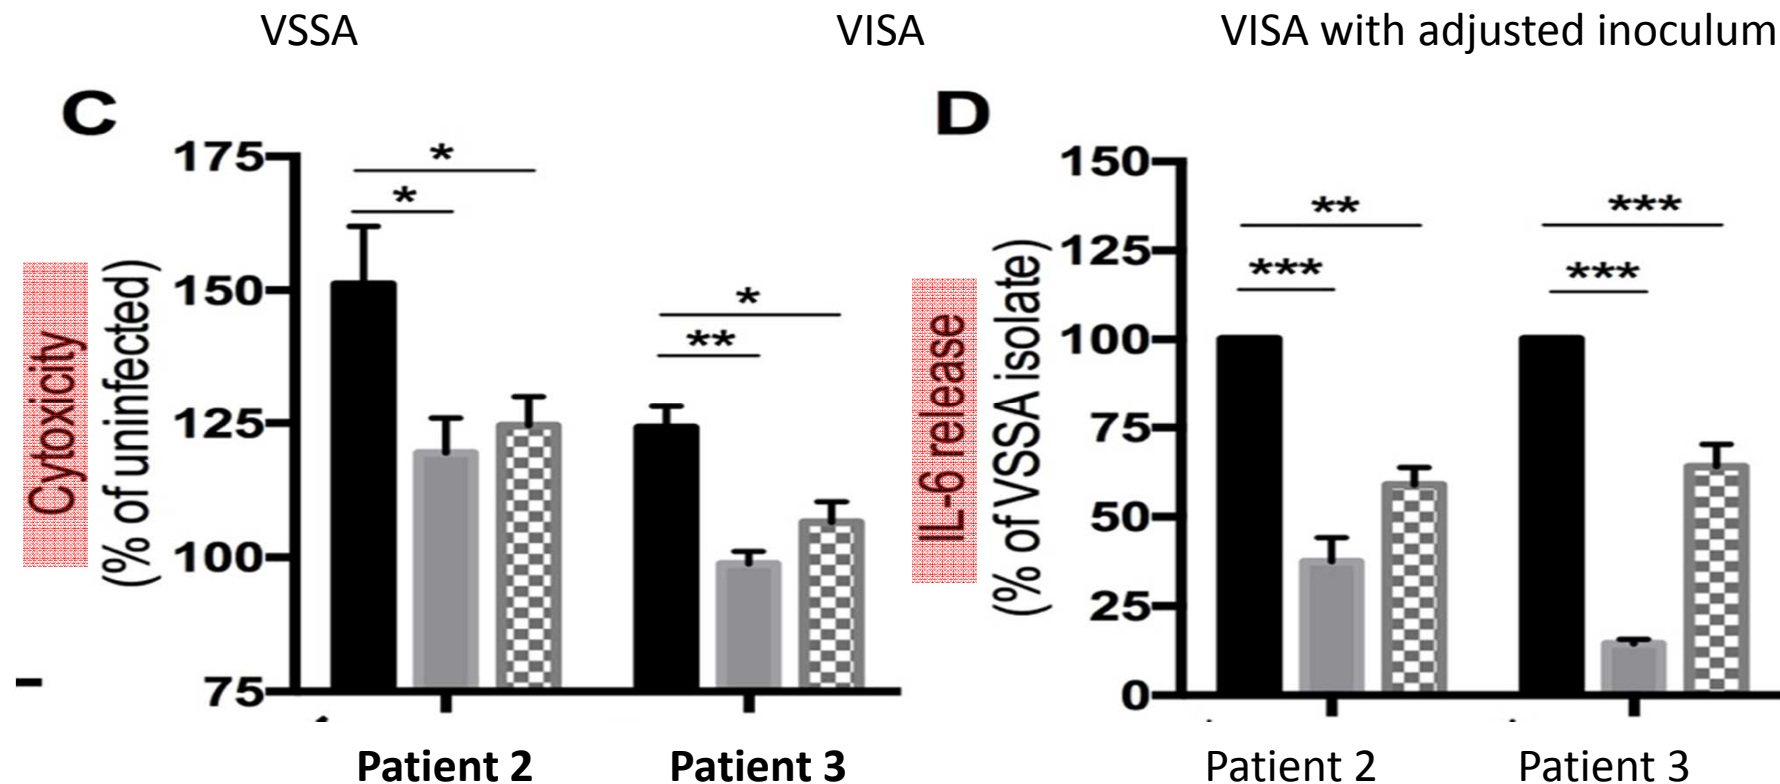 VSSA VISA VISA with adjusted inoculum
C
Cytoxicity
(% of uninfected)
175
150
125
100
75
*
*
*
**
Patient 2 Patient 3
D
IL-6 release
(% of VSSA isolate)
150
125
100
75
50
25
0
**
***
***
***
Patient 2 Patient 3